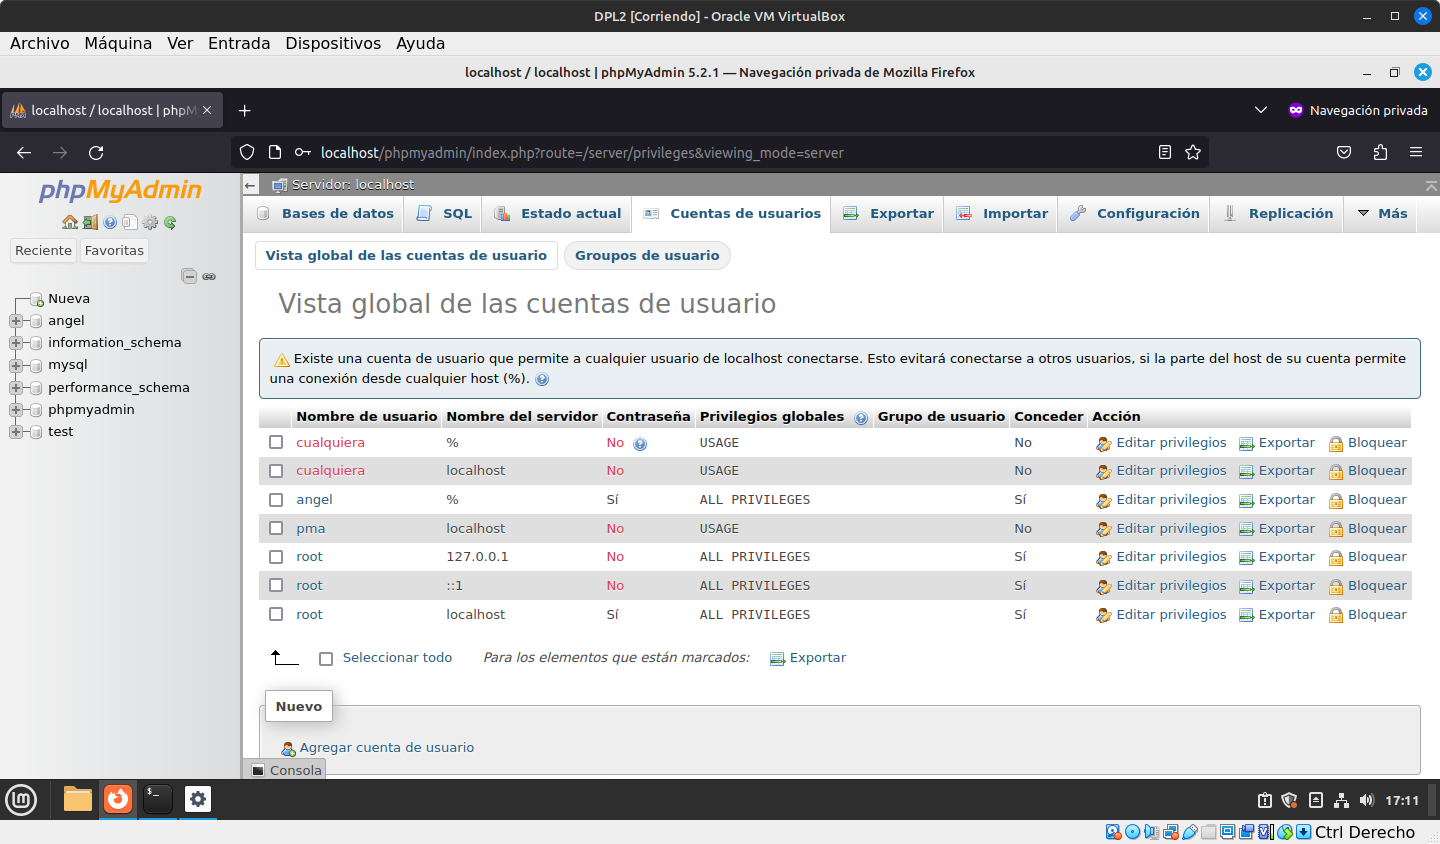 DPL2 [Corriendo] - Oracle VM VirtualBox
Archivo Máquina Ver Entrada Dispositivos Ayuda
localhost / localhost | phpMyAdmin 5.2.1 — Navegación privada de Mozilla Firefox
localhost / localhost | phpM
Navegación privada
localhost/phpmyadmin/index.php?route=/server/privileges&viewing_mode=server
phpMyAdmin
Reciente Favoritas
Nueva
angel
information_schema
mysql
performance_schema
phpmyadmin
test
Servidor: localhost
Bases de datos SQL Estado actual Cuentas de usuarios Exportar Importar Configuración Replicación Más
Vista global de las cuentas de usuario Groupos de usuario
Vista global de las cuentas de usuario
Existe una cuenta de usuario que permite a cualquier usuario de localhost conectarse. Esto evitará conectarse a otros usuarios, si la parte del host de su cuenta permite
una conexión desde cualquier host (%).
Nombre de usuario Nombre del servidor Contraseña Privilegios globales Grupo de usuario Conceder Acción
cualquiera % No USAGE No Editar privilegios Exportar Bloquear
cualquiera localhost No USAGE No Editar privilegios Exportar Bloquear
angel % Sí ALL PRIVILEGES Sí Editar privilegios Exportar Bloquear
pma localhost No USAGE No Editar privilegios Exportar Bloquear
root 127.0.0.1 No ALL PRIVILEGES Sí Editar privilegios Exportar Bloquear
root ::1 No ALL PRIVILEGES Sí Editar privilegios Exportar Bloquear
root localhost Sí ALL PRIVILEGES Sí Editar privilegios Exportar Bloquear
Seleccionar todo Para los elementos que están marcados: Exportar
Nuevo
Agregar cuenta de usuario
Consola
17:11
Ctrl Derecho